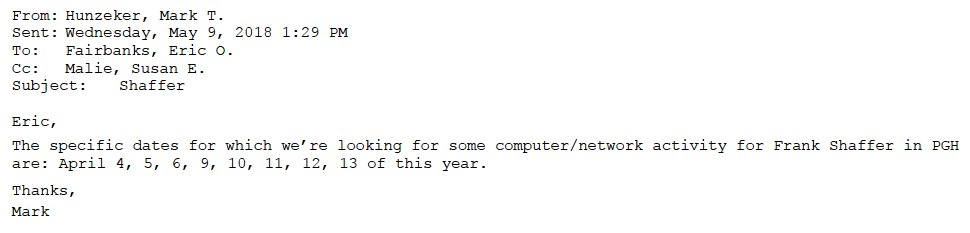 From: Hunzeker, Mark T.
Sent: Wednesday, May 9, 2018 1:29 PM
To: Fairbanks, Eric O.
Cc: Malie, Susan E.
Subject: Shaffer
Eric,
The specific dates for which we’re looking for some computer/network activity for Frank Shaffer in PGH
are: April 4, 5, 6, 9, 10, 11, 12, 13 of this year.
Thanks,
Mark